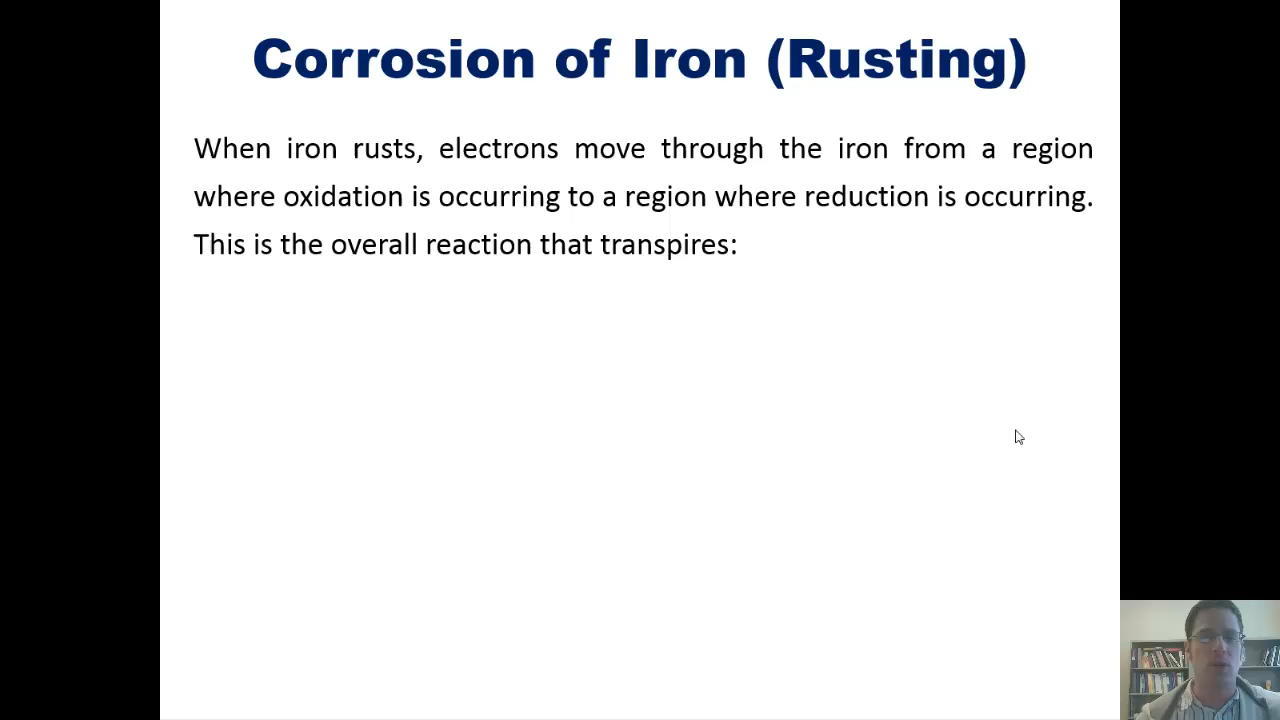 Corrosion of Iron (Rusting)
When iron rusts, electrons move through the iron from a region
where oxidation is occurring to a region where reduction is occurring.
This is the overall reaction that transpires: